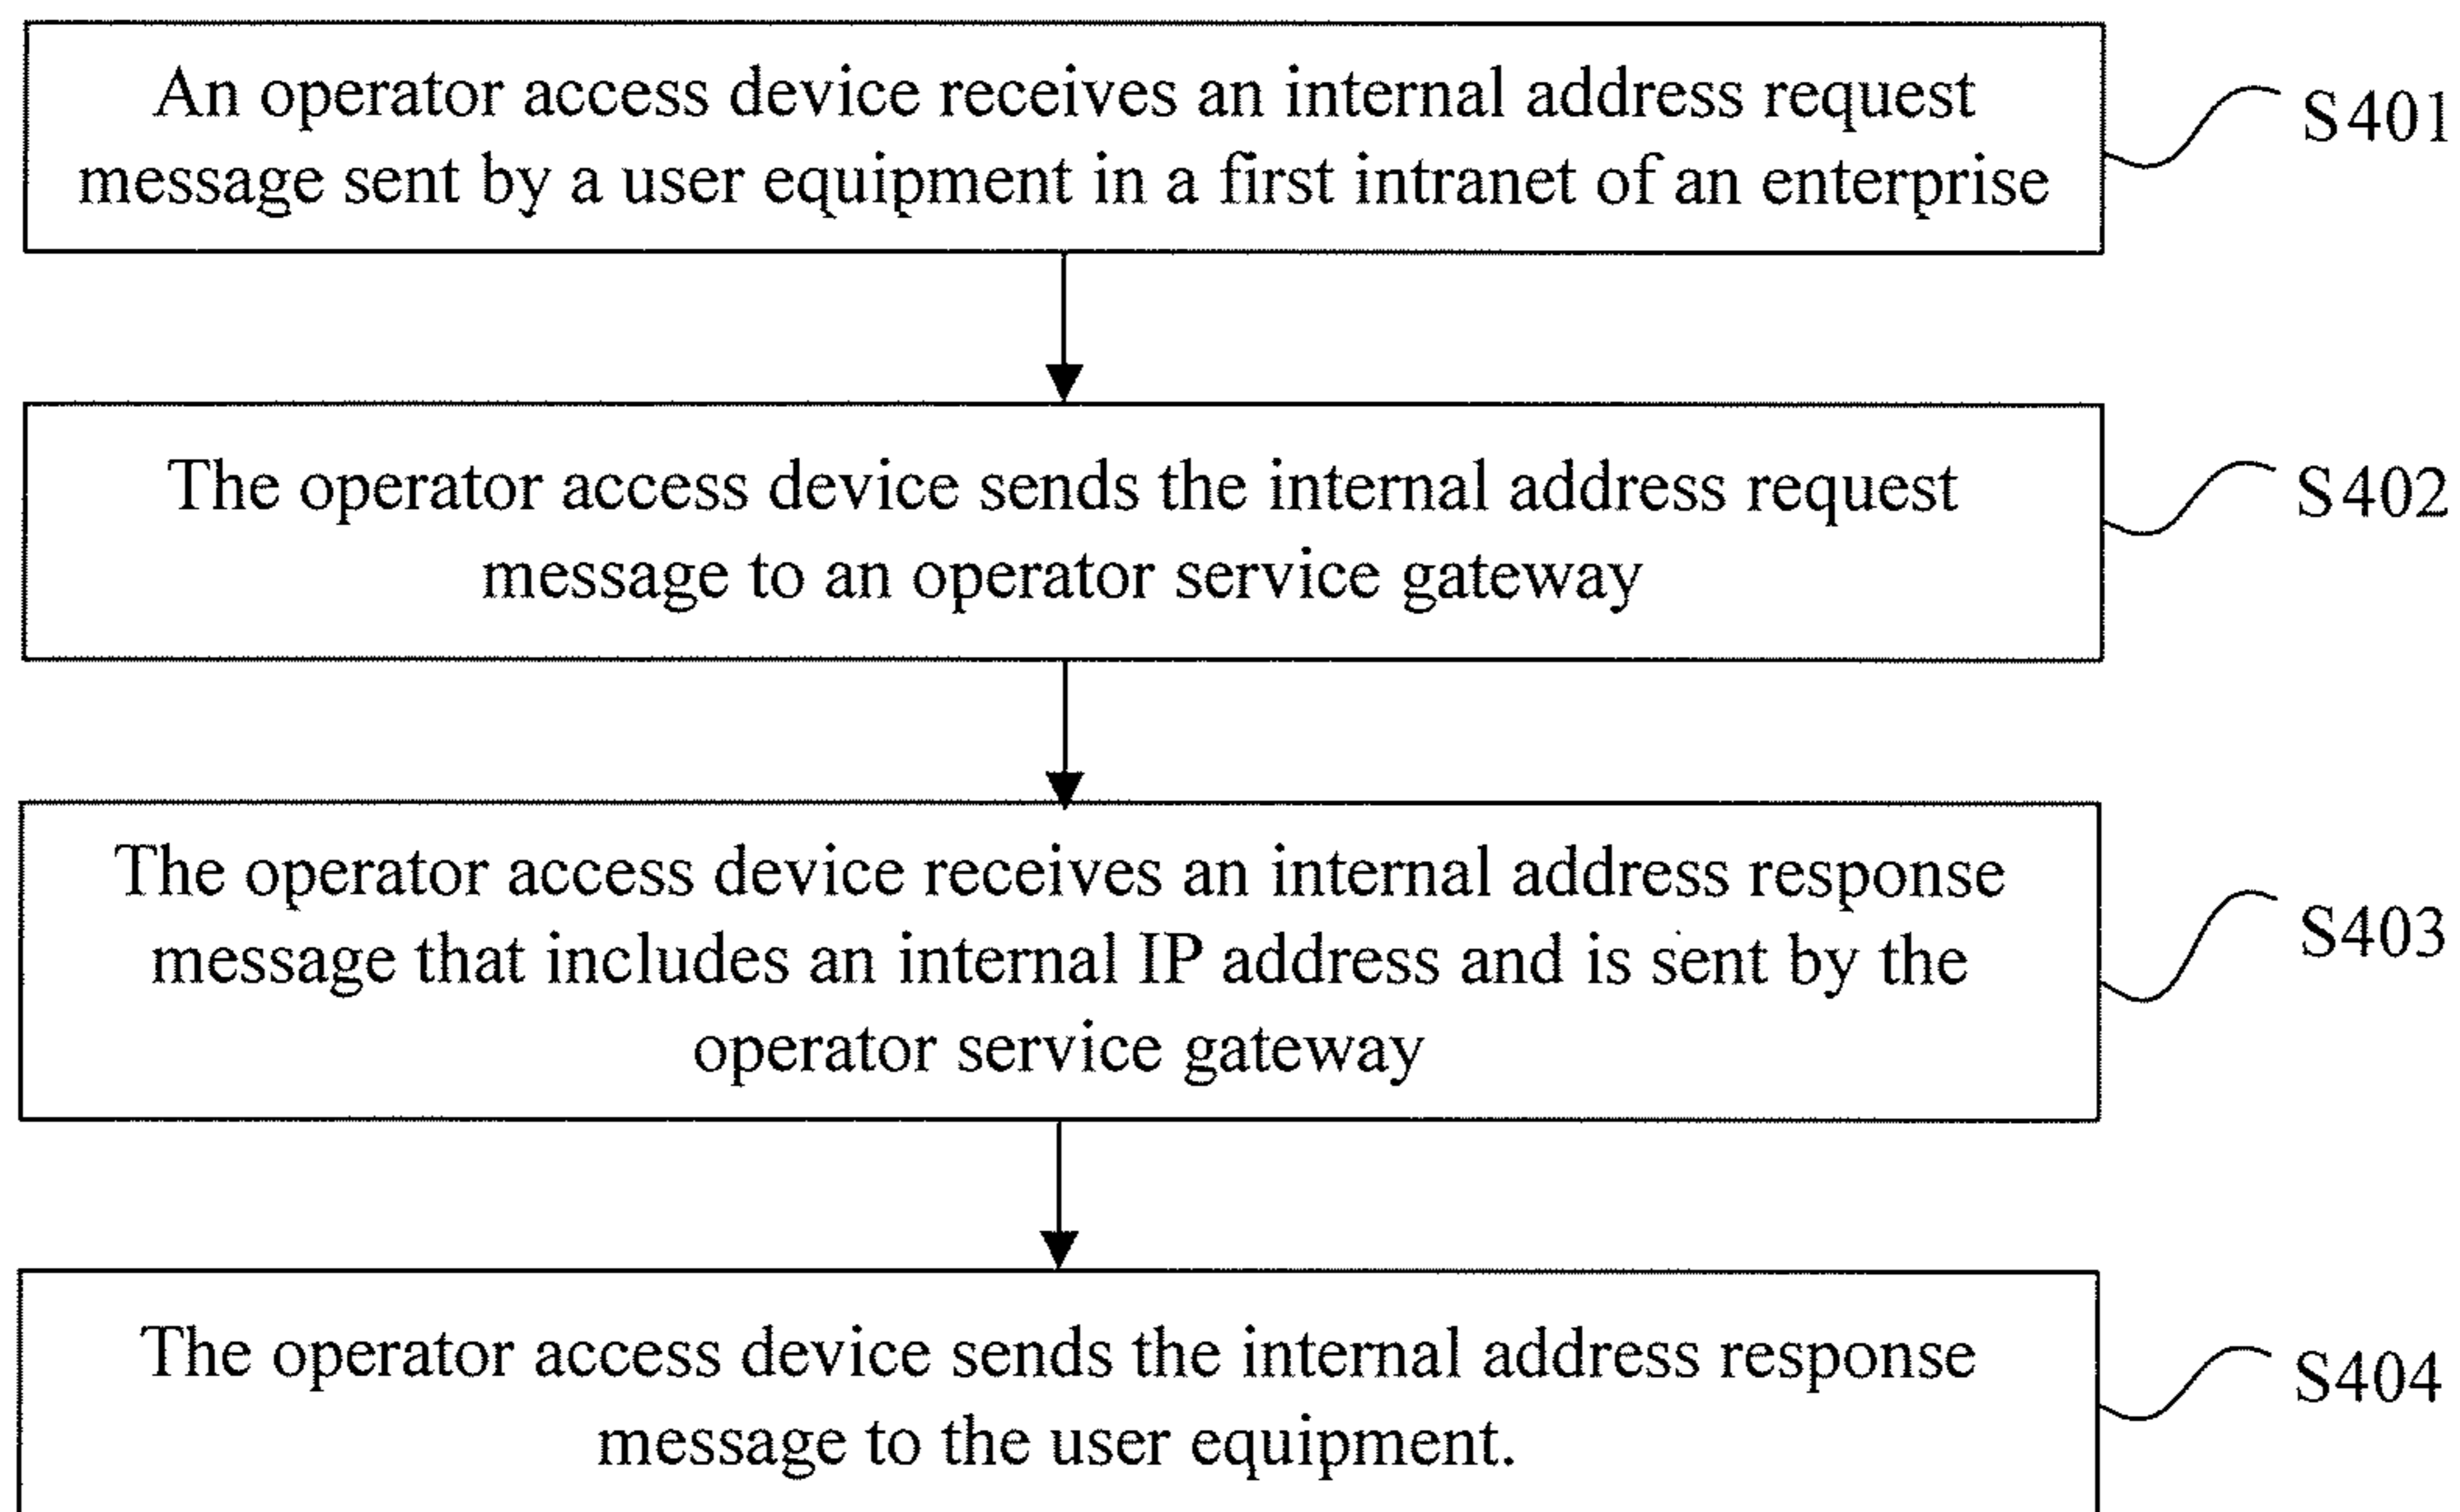 An operator access device receives an internal address request
message sent by a user equipment in a first intranet of an enterprise
S401
The operator access device sends the internal address request
message to an operator service gateway
S402
The operator access device receives an internal address response
message that includes an internal IP address and is sent by the
operator service gateway
S403
The operator access device sends the internal address response
message to the user equipment.
S404